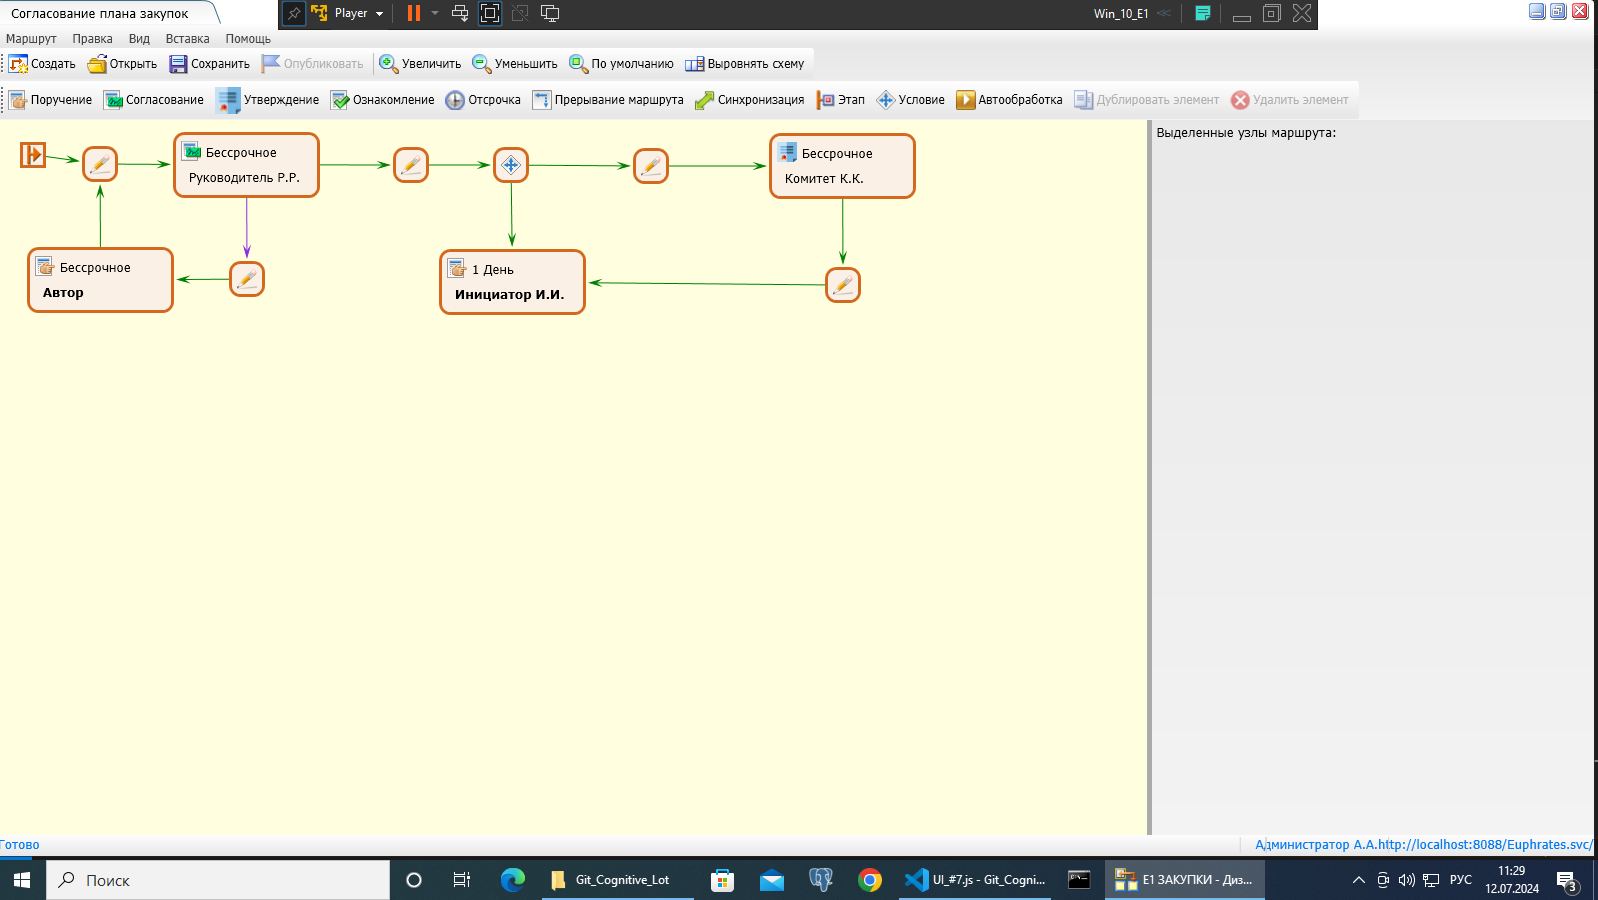 Согласование плана закупок
Player
Win_10_E1
Маршрут Правка Вид Вставка Помощь
Создать Открыть Сохранить Опубликовать Увеличить Уменьшить По умолчанию Выровнять схему
Поручение Согласование Утверждение Ознакомление Отсрочка Прерывание маршрута Синхронизация Этап Условие Автообработка Дублировать элемент Удалить элемент
Выделенные узлы маршрута:
Бессрочное
Руководитель Р.Р.
Бессрочное
Комитет К.К.
Бессрочное
Автор
1 День
Инициатор И.И.
Готово
Администратор А.А.
http://localhost:8088/Euphrates.svc/
Поиск
Git_Cognitive_Lot
UI_#7.js - Git_Cogni...
E1 ЗАКУПКИ - Диз...
РУС
11:29
12.07.2024
3